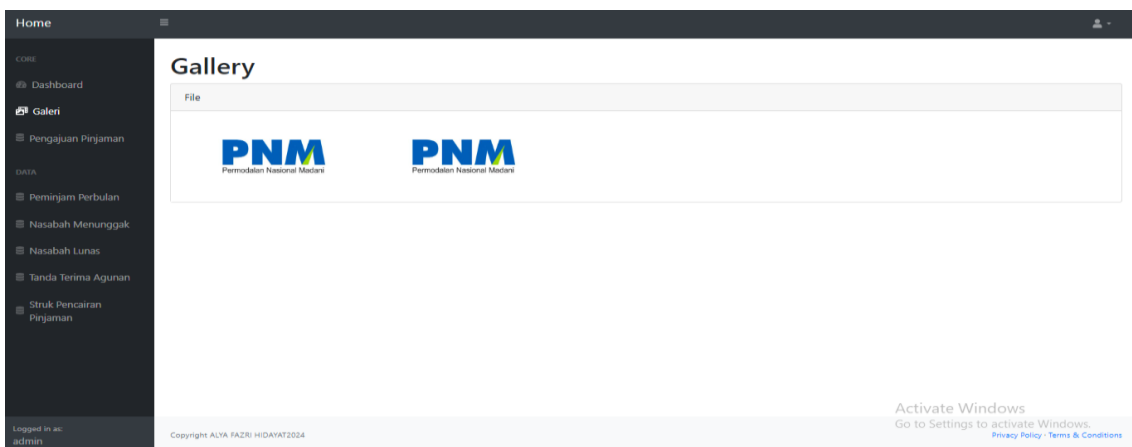 Home
CORE
Dashboard
Galeri
Pengajuan Pinjaman
DATA
Peminjam Perbulan
Nasabah Menunggak
Nasabah Lunas
Tanda Terima Agunan
Struk Pencairan
Pinjaman
Logged in as:
admin
Gallery
File
PNM
Permodalan Nasional Madani
PNM
Permodalan Nasional Madani
Activate Windows
Go to Settings to activate Windows.
Copyright ALYA FAZRI HIDAYAT2024
Privacy Policy · Terms & Conditions